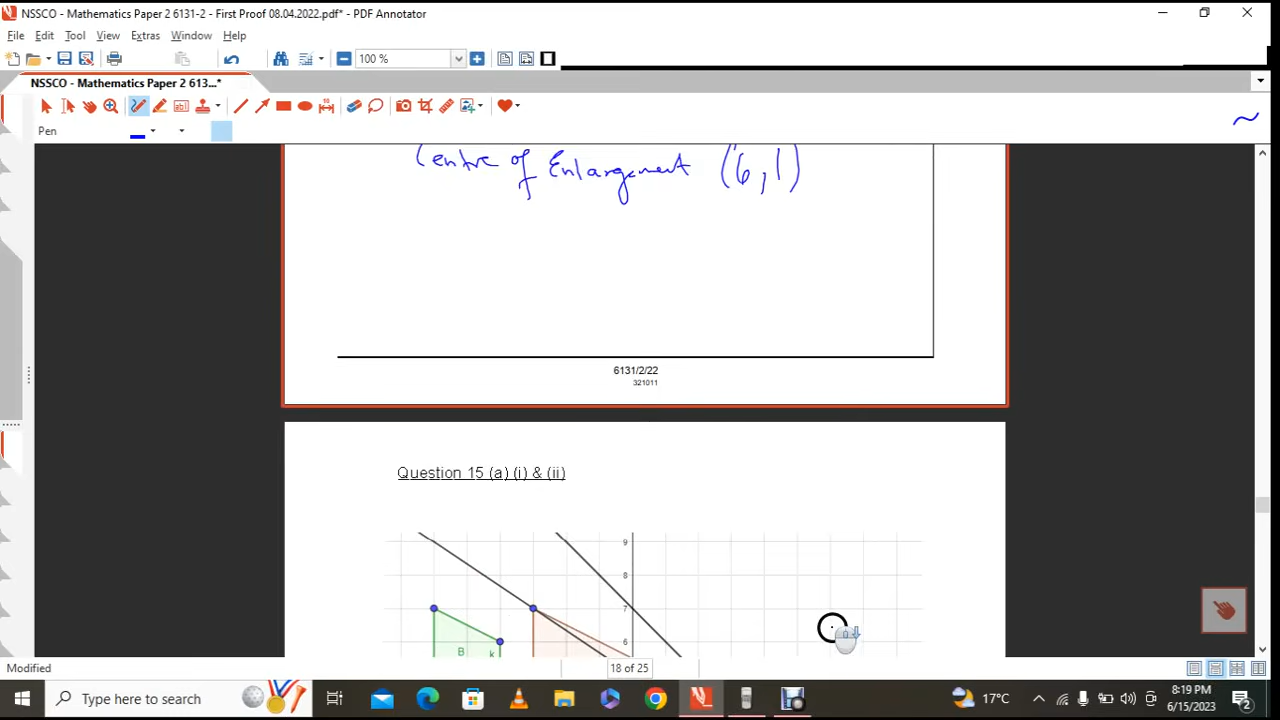 NSSCO - Mathematics Paper 2 6131-2 - First Proof 08.04.2022.pdf* - PDF Annotator
File Edit Tool View Extras Window Help
100 %
NSSCO - Mathematics Paper 2 613...*
Pen
Centre of Enlargement (6, 1)
6131/2/22
321011
Question 15 (a) (i) & (ii)
9
8
7
6
B k
18 of 25
Modified
Type here to search
17°C
8:19 PM
6/15/2023
2